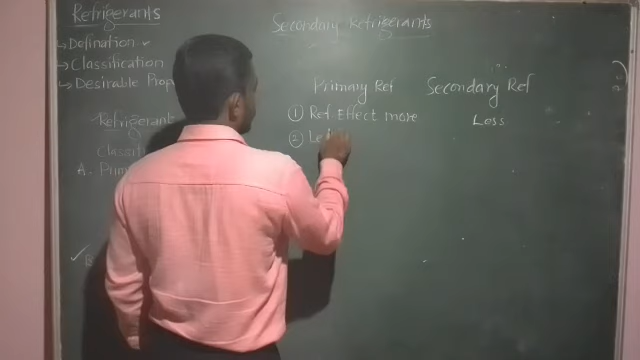 Refrigerants
Secondary Refrigerants
→ Defination ✓
→ Classification
→ Desirable Prop
Primary Ref
Secondary Ref
① Ref Effect more
Less
②
Refrigerant
Classifi
A. Prim
✓ B